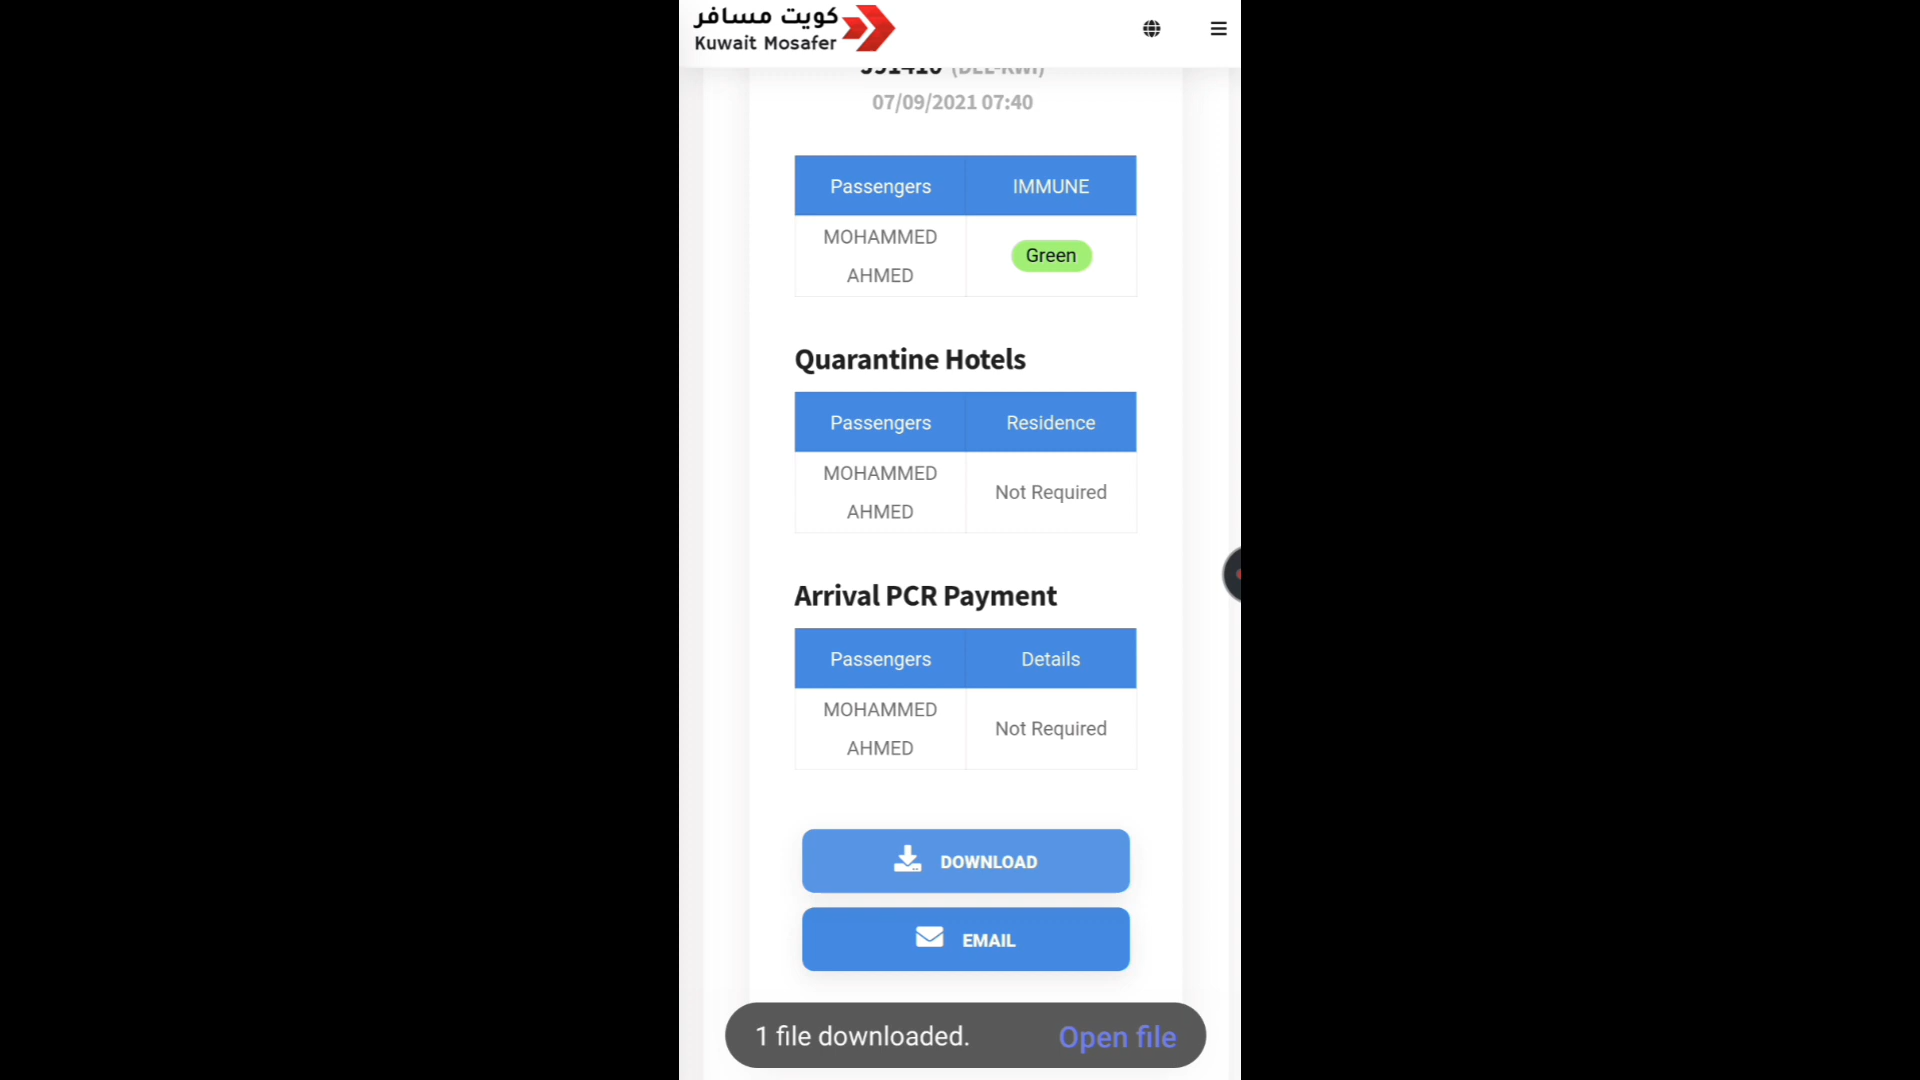 كويت مسافر
Kuwait Mosafer
07/09/2021 07:40
Passengers IMMUNE
MOHAMMED
AHMED
Green
Quarantine Hotels
Passengers Residence
MOHAMMED
AHMED
Not Required
Arrival PCR Payment
Passengers Details
MOHAMMED
AHMED
Not Required
DOWNLOAD
EMAIL
1 file downloaded. Open file